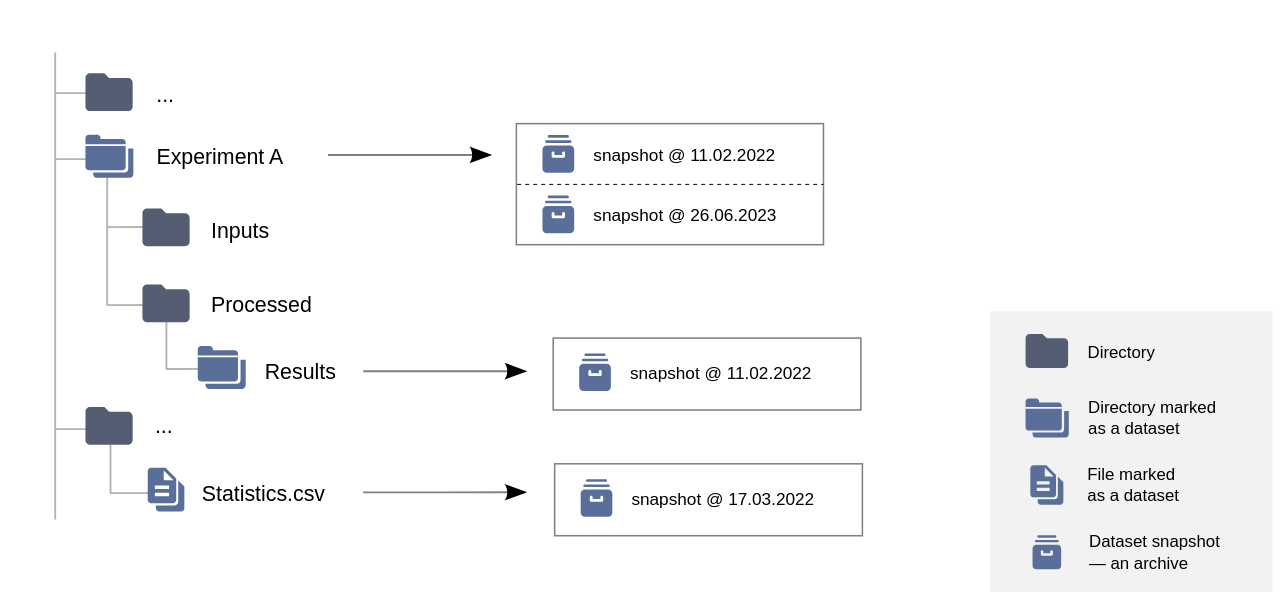 ...
Experiment A
snapshot @ 11.02.2022
snapshot @ 26.06.2023
Inputs
Processed
Results
snapshot @ 11.02.2022
...
Statistics.csv
snapshot @ 17.03.2022
Directory
Directory marked
as a dataset
File marked
as a dataset
Dataset snapshot
— an archive